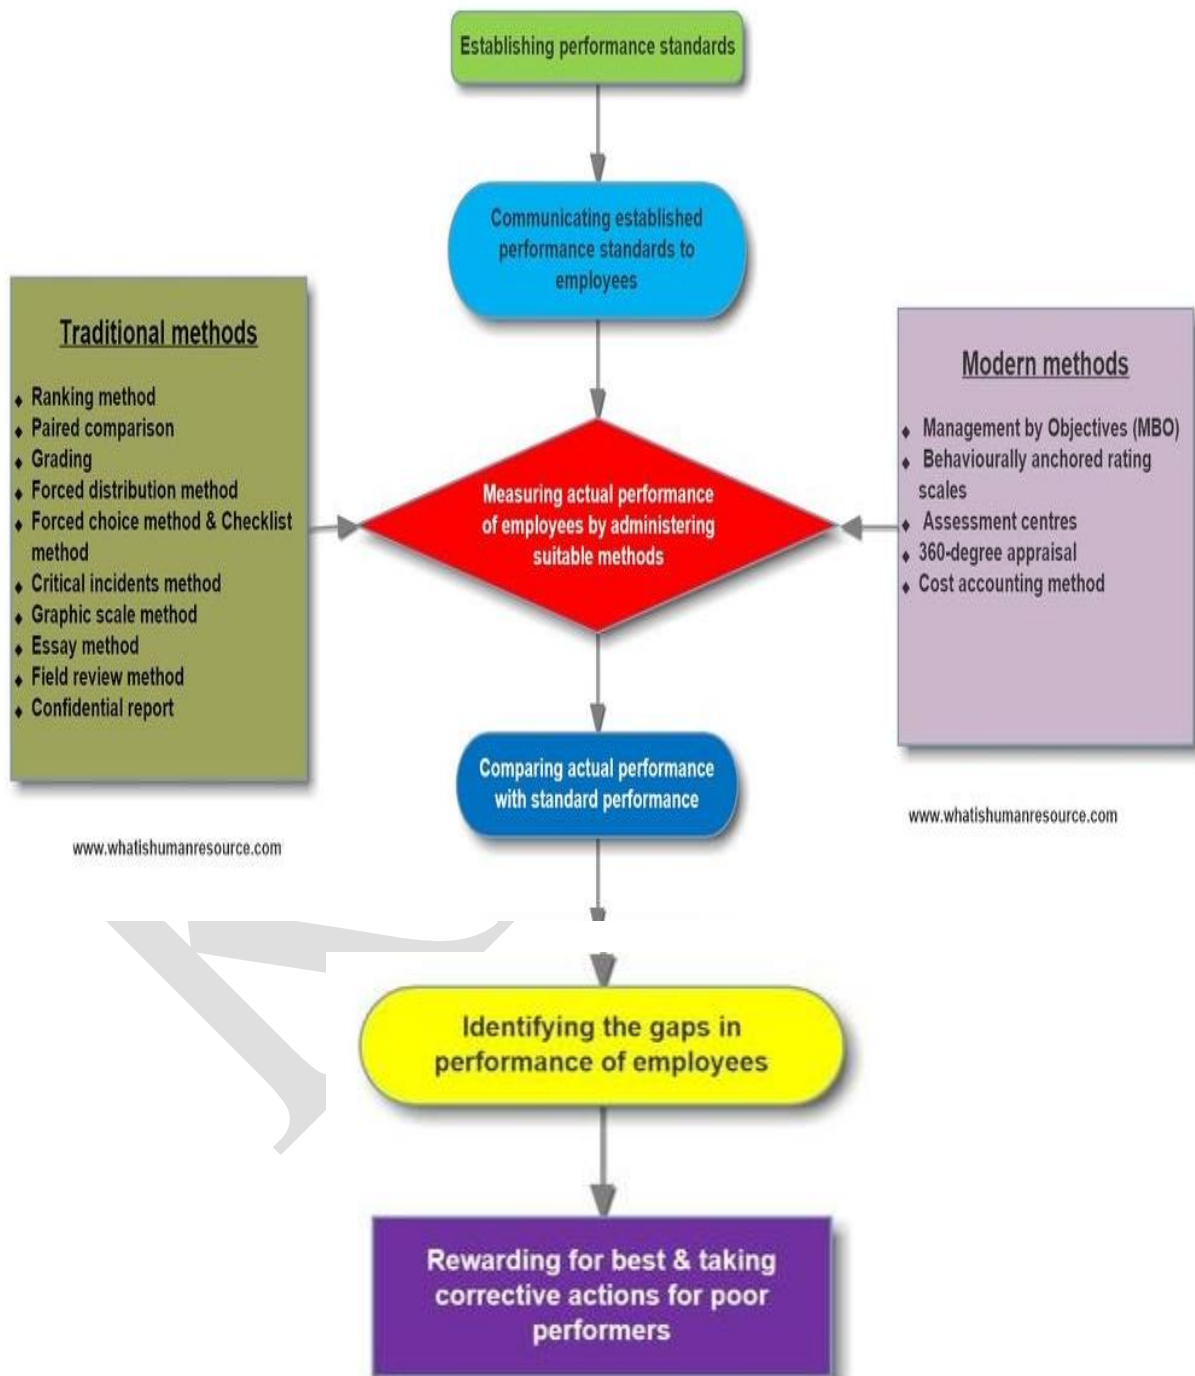 Establishing performance standards
Communicating established
performance standards to
employees
Traditional methods
♦ Ranking method
♦ Paired comparison
♦ Grading
♦ Forced distribution method
♦ Forced choice method & Checklist
method
♦ Critical incidents method
♦ Graphic scale method
♦ Essay method
♦ Field review method
♦ Confidential report
www.whatishumanresource.com
Measuring actual performance
of employees by administering
suitable methods
Modern methods
♦ Management by Objectives (MBO)
♦ Behaviourally anchored rating
scales
♦ Assessment centres
♦ 360-degree appraisal
♦ Cost accounting method
www.whatishumanresource.com
Comparing actual performance
with standard performance
Identifying the gaps in
performance of employees
Rewarding for best & taking
corrective actions for poor
performers